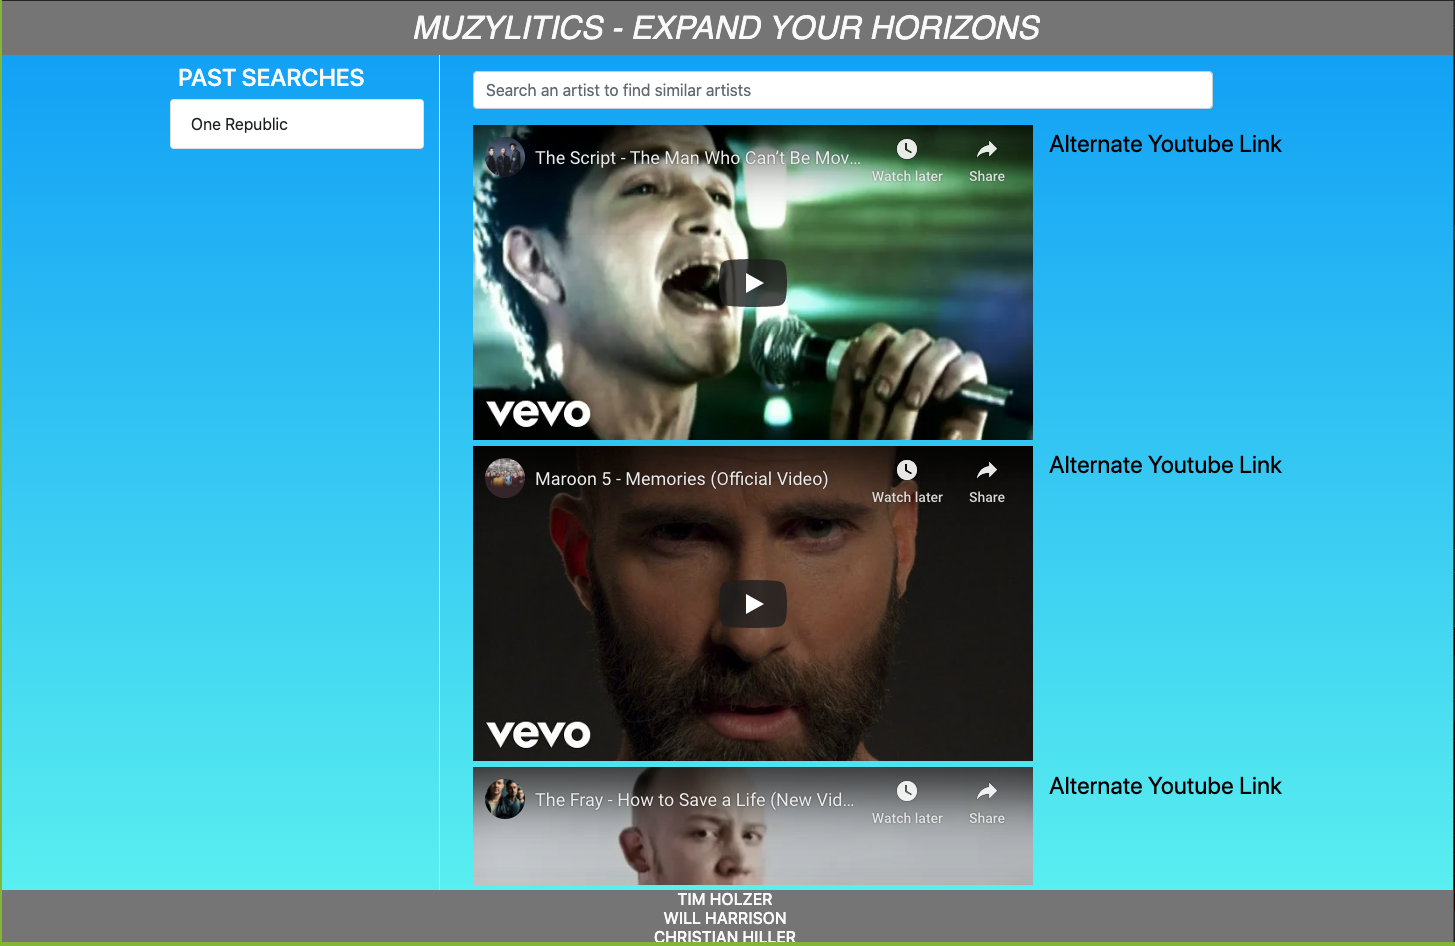 MUZYLITICS - EXPAND YOUR HORIZONS
PAST SEARCHES
One Republic
Search an artist to find similar artists
The Script - The Man Who Can’t Be Mov...
Watch later
Share
Alternate Youtube Link
vevo
Maroon 5 - Memories (Official Video)
Watch later
Share
Alternate Youtube Link
vevo
The Fray - How to Save a Life (New Vid...
Watch later
Share
Alternate Youtube Link
TIM HOLZER
WILL HARRISON
CHRISTIAN HILLER